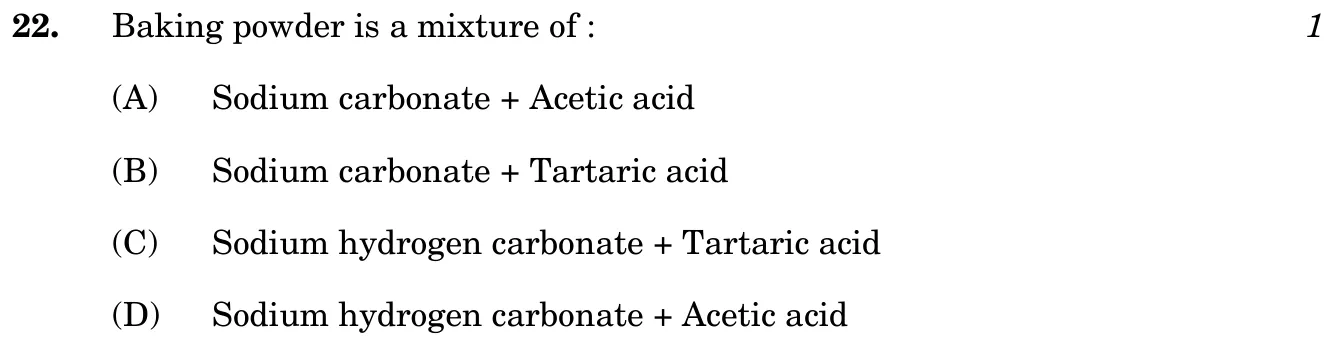 22. Baking powder is a mixture of : 1
(A) Sodium carbonate + Acetic acid
(B) Sodium carbonate + Tartaric acid
(C) Sodium hydrogen carbonate + Tartaric acid
(D) Sodium hydrogen carbonate + Acetic acid